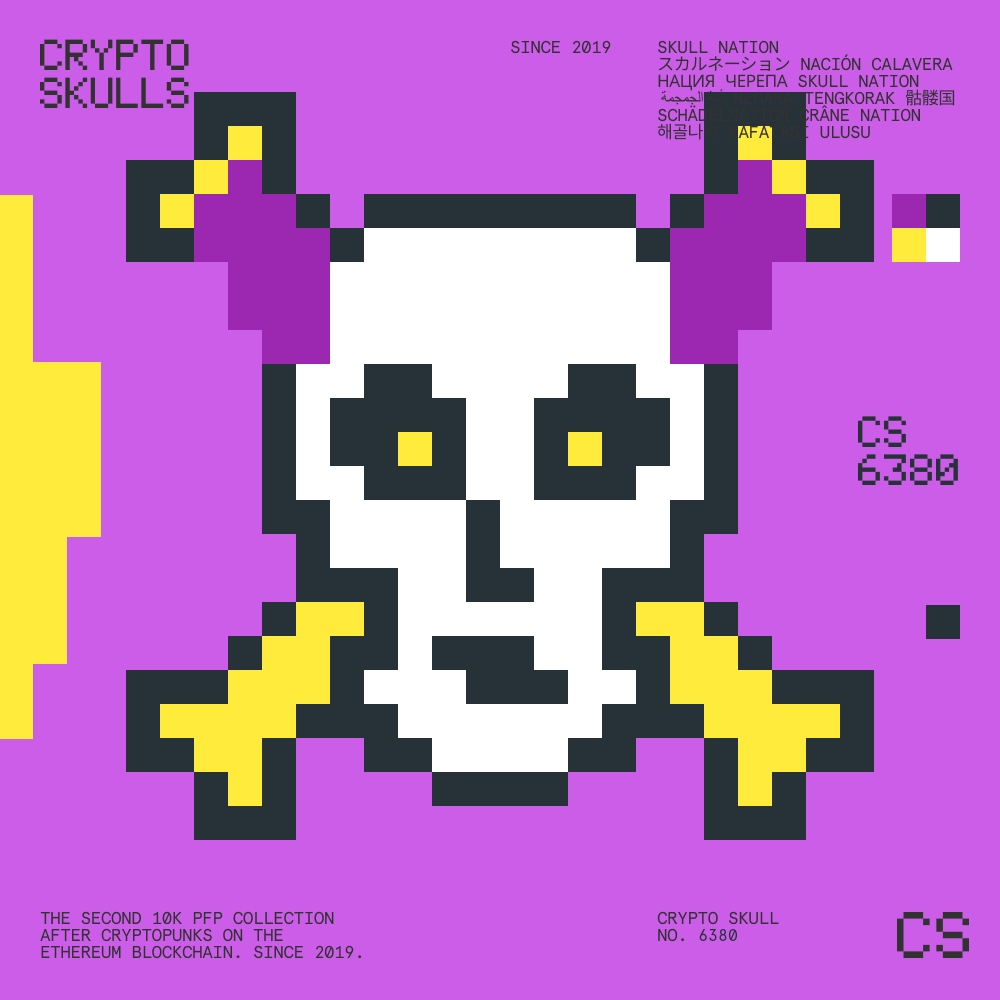 CRYPTO
SKULLS
SINCE 2019
SKULL NATION
スカルネーション NACIÓN CALAVERA
НАЦИЯ ЧЕРЕПА SKULL NATION
TENGKORAK 骷髅国
CRÂNE NATION
해골나 ULUSU
CS
6380
THE SECOND 10K PFP COLLECTION
AFTER CRYPTOPUNKS ON THE
ETHEREUM BLOCKCHAIN. SINCE 2019.
CRYPTO SKULL
NO. 6380
CS